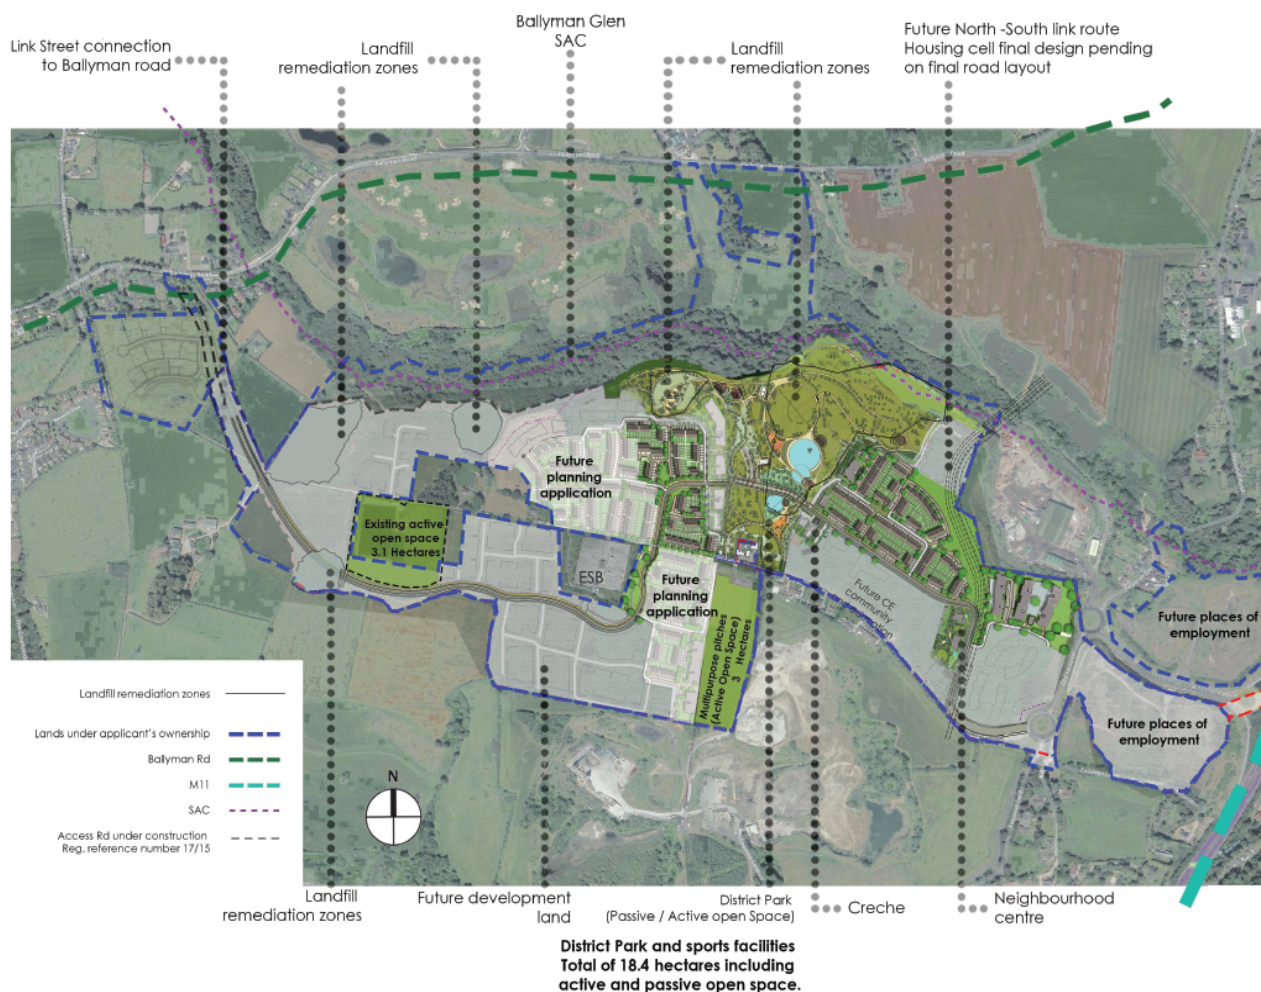 Link Street connection
to Ballyman road
Landfill
remediation zones
Ballyman Glen
SAC
Landfill
remediation zones
Future North -South link route
Housing cell final design pending
on final road layout
Ballyman Road
Future
planning
application
Existing active
open space
3.1 Hectares
ESB
Future
planning
application
Multipurpose pitches
(Active Open Space)
3 Hectares
Future CE
community
Future places of
employment
Future places of
employment
Landfill remediation zones
Lands under applicant's ownership
Ballyman Rd
M11
SAC
Access Rd under construction
Reg. reference number 17/15
N
Landfill
remediation zones
Future development
land
District Park
(Passive / Active open Space)
Creche
Neighbourhood
centre
District Park and sports facilities
Total of 18.4 hectares including
active and passive open space.